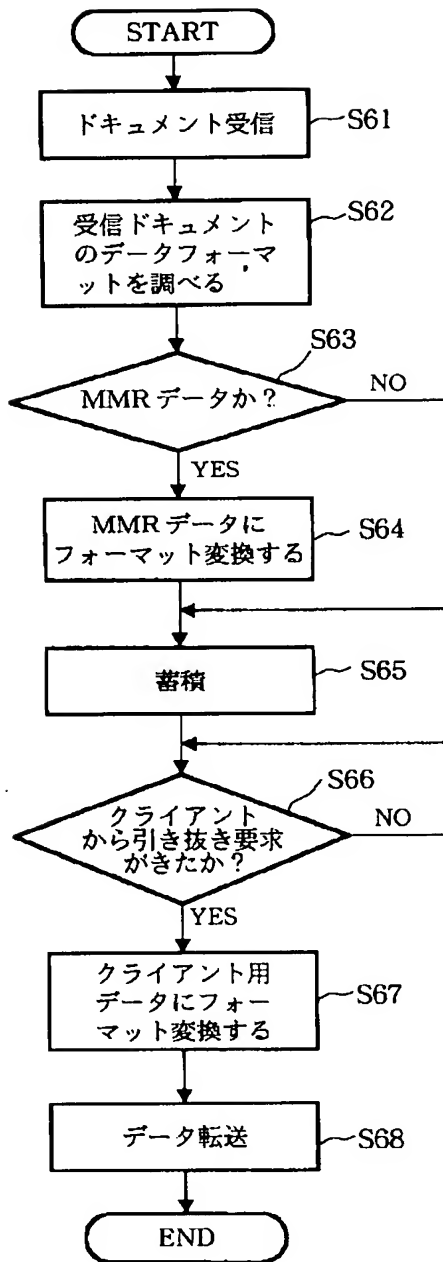 START
ドキュメント受信
S61
受信ドキュメント
のデータフォーマ
ットを調べる
S62
MMRデータか？
S63
NO
YES
MMRデータに
フォーマット変換する
S64
蓄積
S65
クライアント
から引き抜き要求
がきたか？
S66
NO
YES
クライアント用
データにフォー
マット変換する
S67
データ転送
S68
END